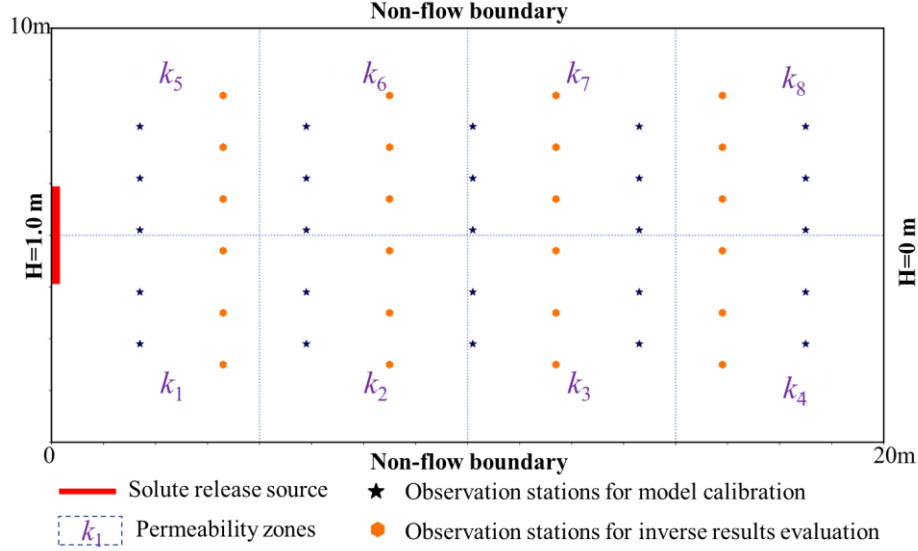 Non-flow boundary
10m
k5
k6
k7
k8
H=1.0 m
H=0 m
k1
k2
k3
k4
0
Non-flow boundary
20m
Solute release source
Observation stations for model calibration
k1
Permeability zones
Observation stations for inverse results evaluation